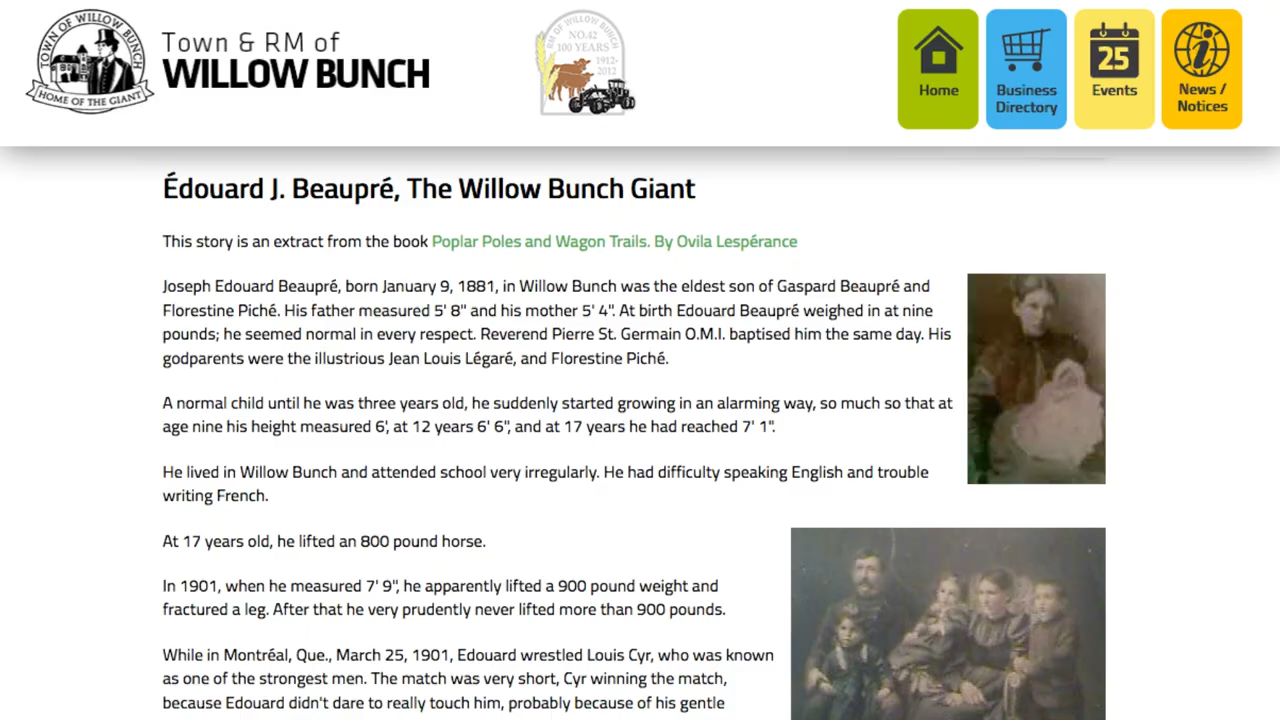 TOWN OF WILLOW BUNCH
HOME OF THE GIANT
Town & RM of
WILLOW BUNCH
RM OF WILLOW BUNCH
NO.42
100 YEARS
1912-
2012
Home
Business
Directory
25
Events
News /
Notices
Édouard J. Beaupré, The Willow Bunch Giant
This story is an extract from the book Poplar Poles and Wagon Trails. By Ovila Lespérance
Joseph Edouard Beaupré, born January 9, 1881, in Willow Bunch was the eldest son of Gaspard Beaupré and
Florestine Piché. His father measured 5' 8" and his mother 5' 4". At birth Edouard Beaupré weighed in at nine
pounds; he seemed normal in every respect. Reverend Pierre St. Germain O.M.I. baptised him the same day. His
godparents were the illustrious Jean Louis Légaré, and Florestine Piché.
A normal child until he was three years old, he suddenly started growing in an alarming way, so much so that at
age nine his height measured 6', at 12 years 6' 6", and at 17 years he had reached 7' 1".
He lived in Willow Bunch and attended school very irregularly. He had difficulty speaking English and trouble
writing French.
At 17 years old, he lifted an 800 pound horse.
In 1901, when he measured 7' 9", he apparently lifted a 900 pound weight and
fractured a leg. After that he very prudently never lifted more than 900 pounds.
While in Montréal, Que., March 25, 1901, Edouard wrestled Louis Cyr, who was known
as one of the strongest men. The match was very short, Cyr winning the match,
because Edouard didn't dare to really touch him, probably because of his gentle